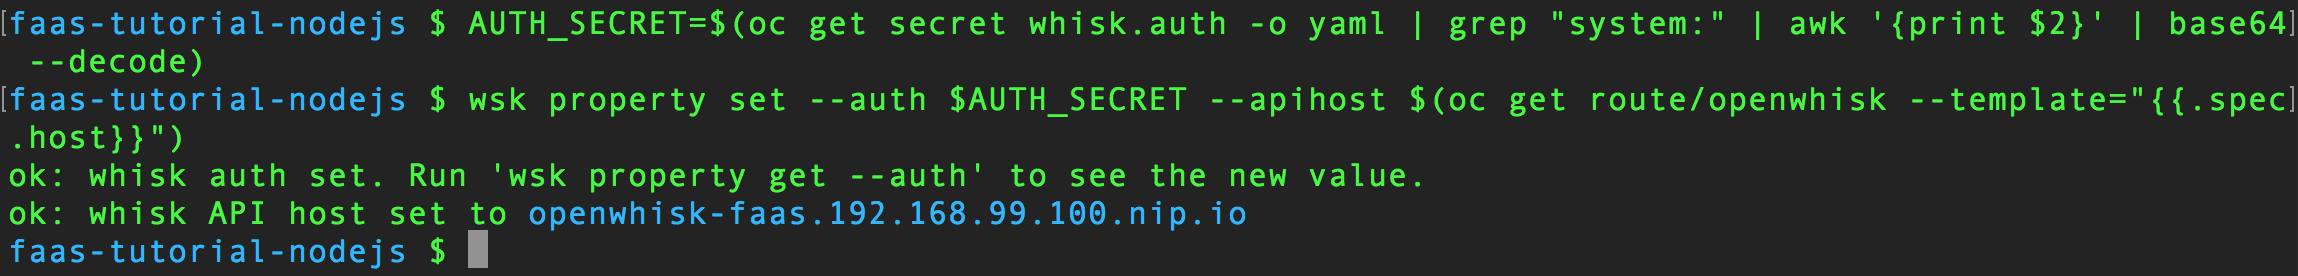 [faas-tutorial-nodejs $ AUTH_SECRET=$(oc get secret whisk.auth -o yaml | grep "system:" | awk '{print $2}' | base64]
--decode)
[faas-tutorial-nodejs $ wsk property set --auth $AUTH_SECRET --apihost $(oc get route/openwhisk --template="{{.spec]
.host}}")
ok: whisk auth set. Run 'wsk property get --auth' to see the new value.
ok: whisk API host set to openwhisk-faas.192.168.99.100.nip.io
faas-tutorial-nodejs $